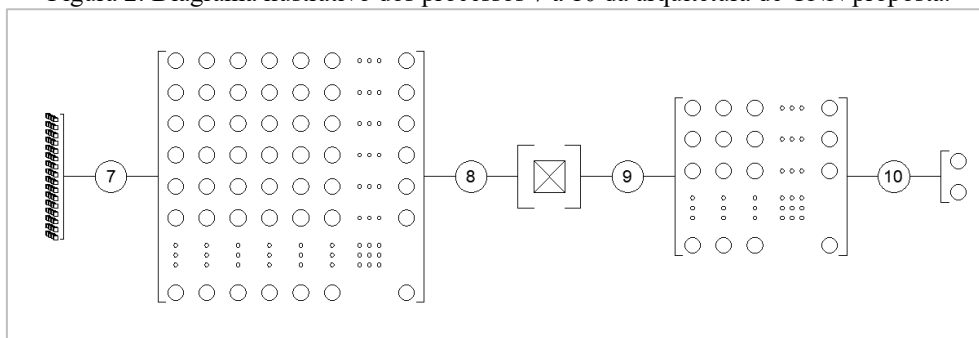 Figura 2: Diagrama ilustrativo dos processos 7 a 10 da arquitetura de CNN proposta.
7
8
9
10